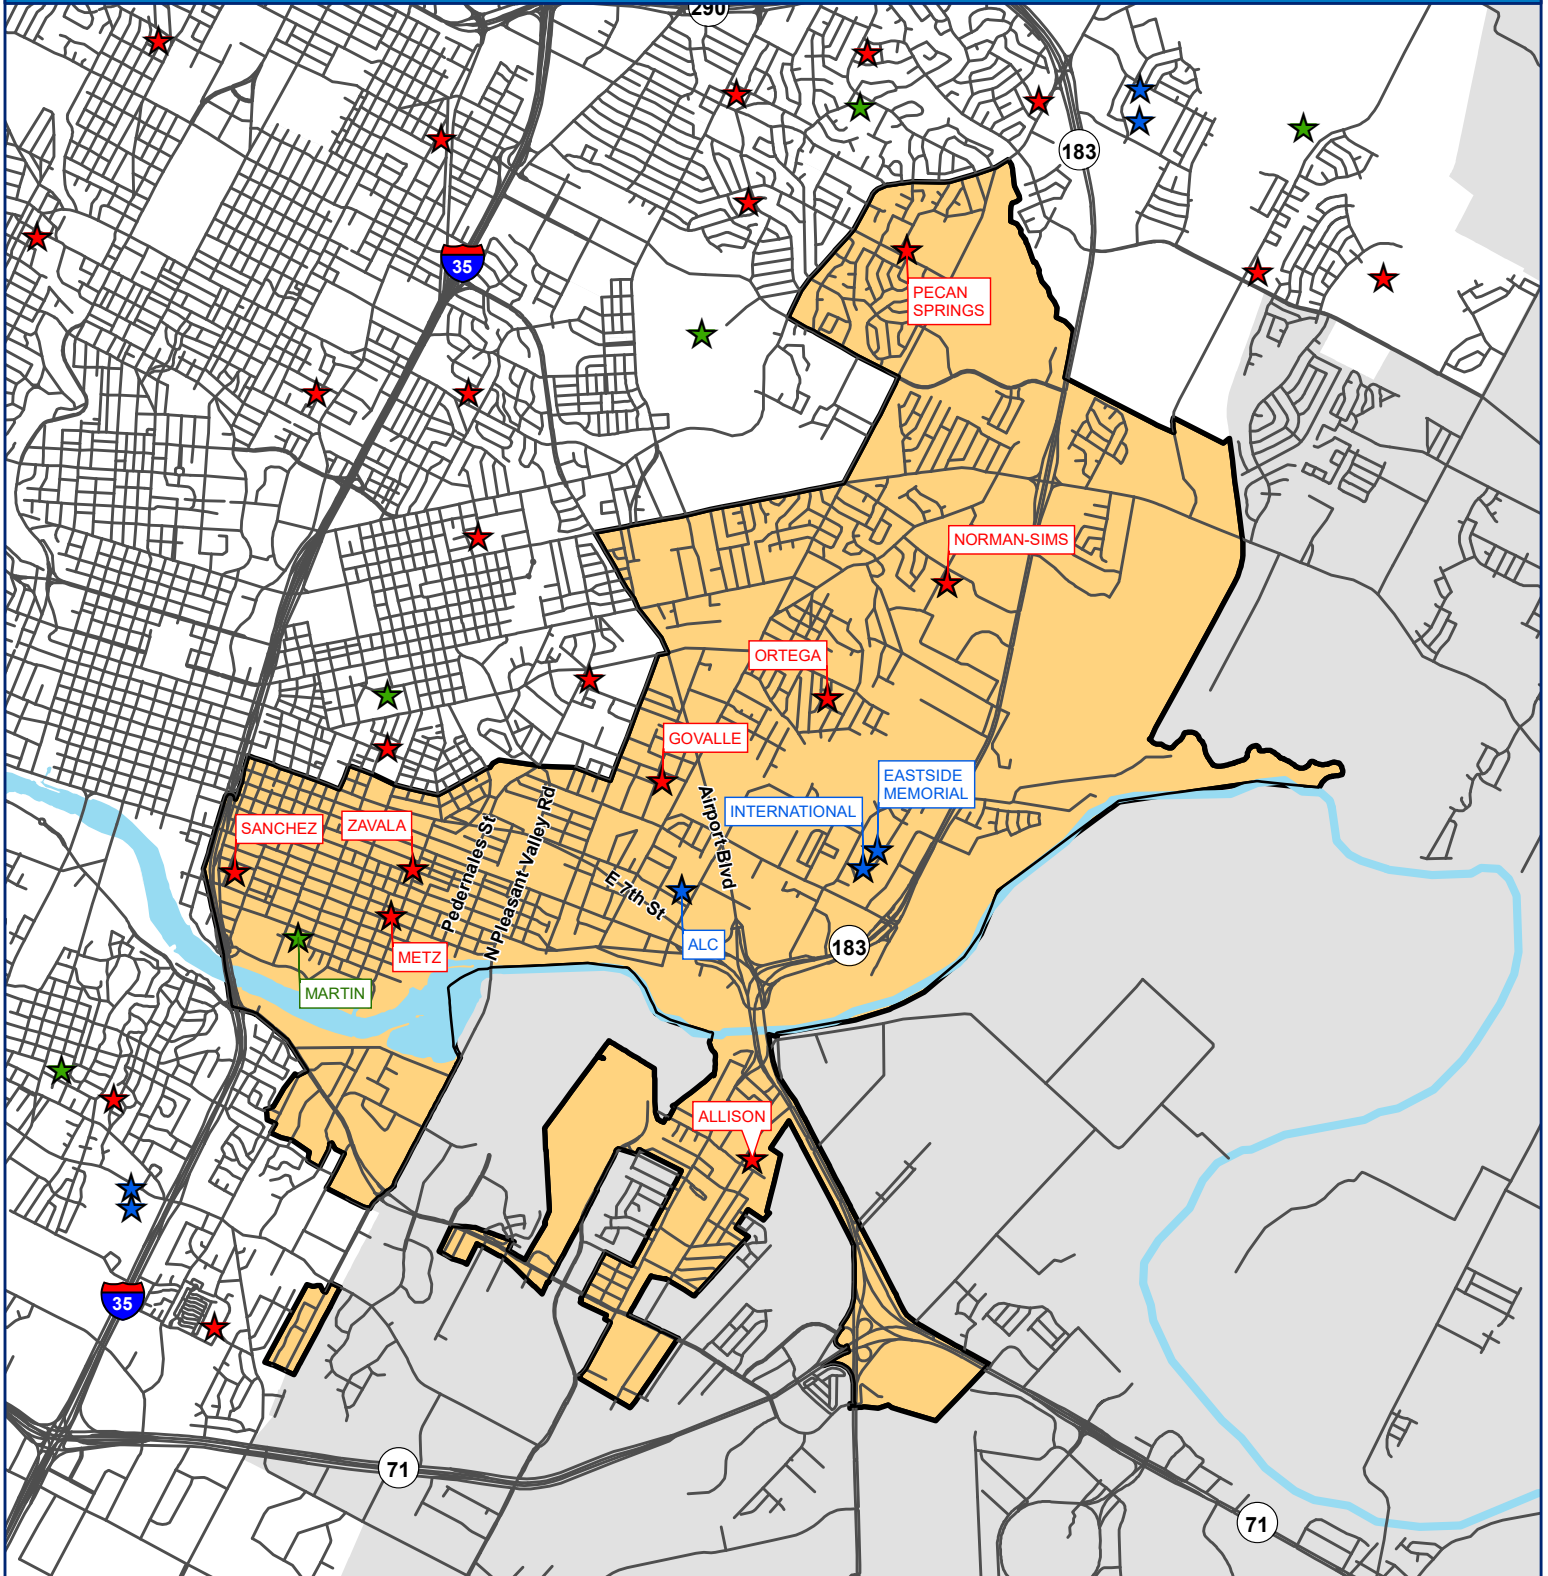 290
183
35
PECAN
SPRINGS
NORMAN-SIMS
ORTEGA
GOVALLE
EASTSIDE
MEMORIAL
INTERNATIONAL
SANCHEZ
ZAVALA
Airport Blvd
Pedernales St
N Pleasant Valley Rd
E 7th St
METZ
ALC
183
MARTIN
ALLISON
35
71
71